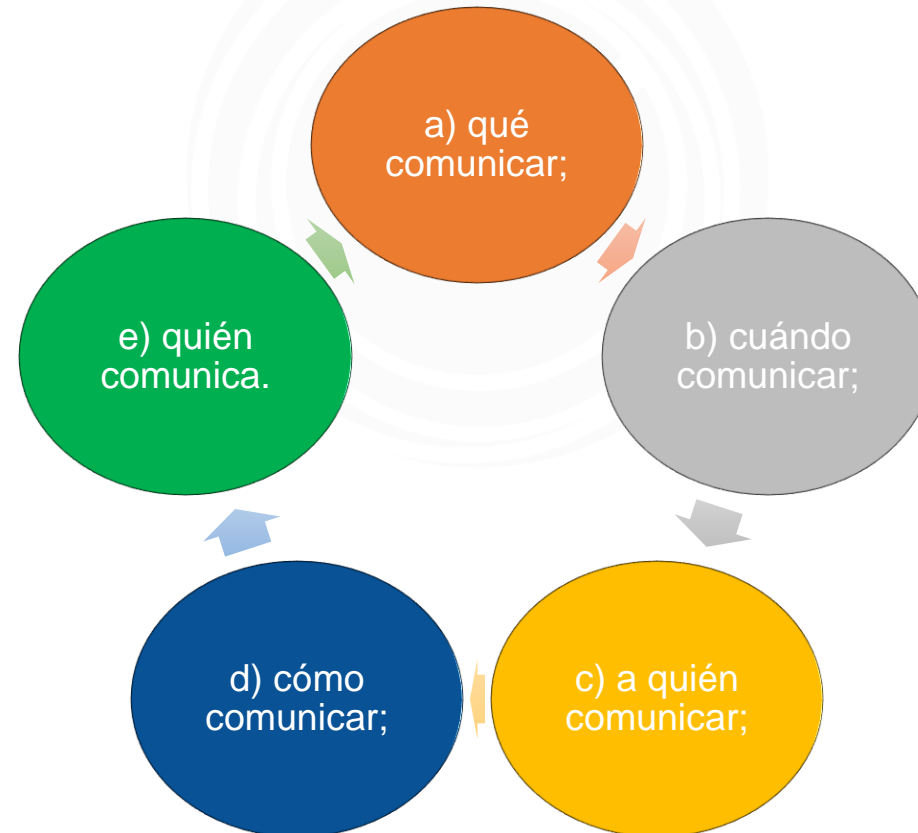 a) qué
comunicar;
b) cuándo
comunicar;
c) a quién
comunicar;
d) cómo
comunicar;
e) quién
comunica.